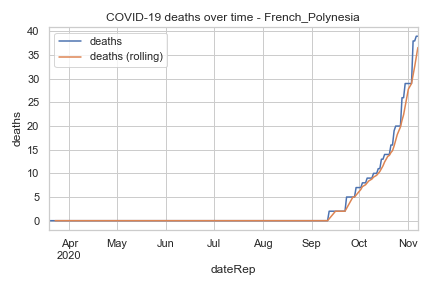 COVID-19 deaths over time - French_Polynesia
deaths
deaths (rolling)
40
35
30
25
20
15
10
5
0
deaths
Apr May Jun Jul Aug Sep Oct Nov
2020
dateRep